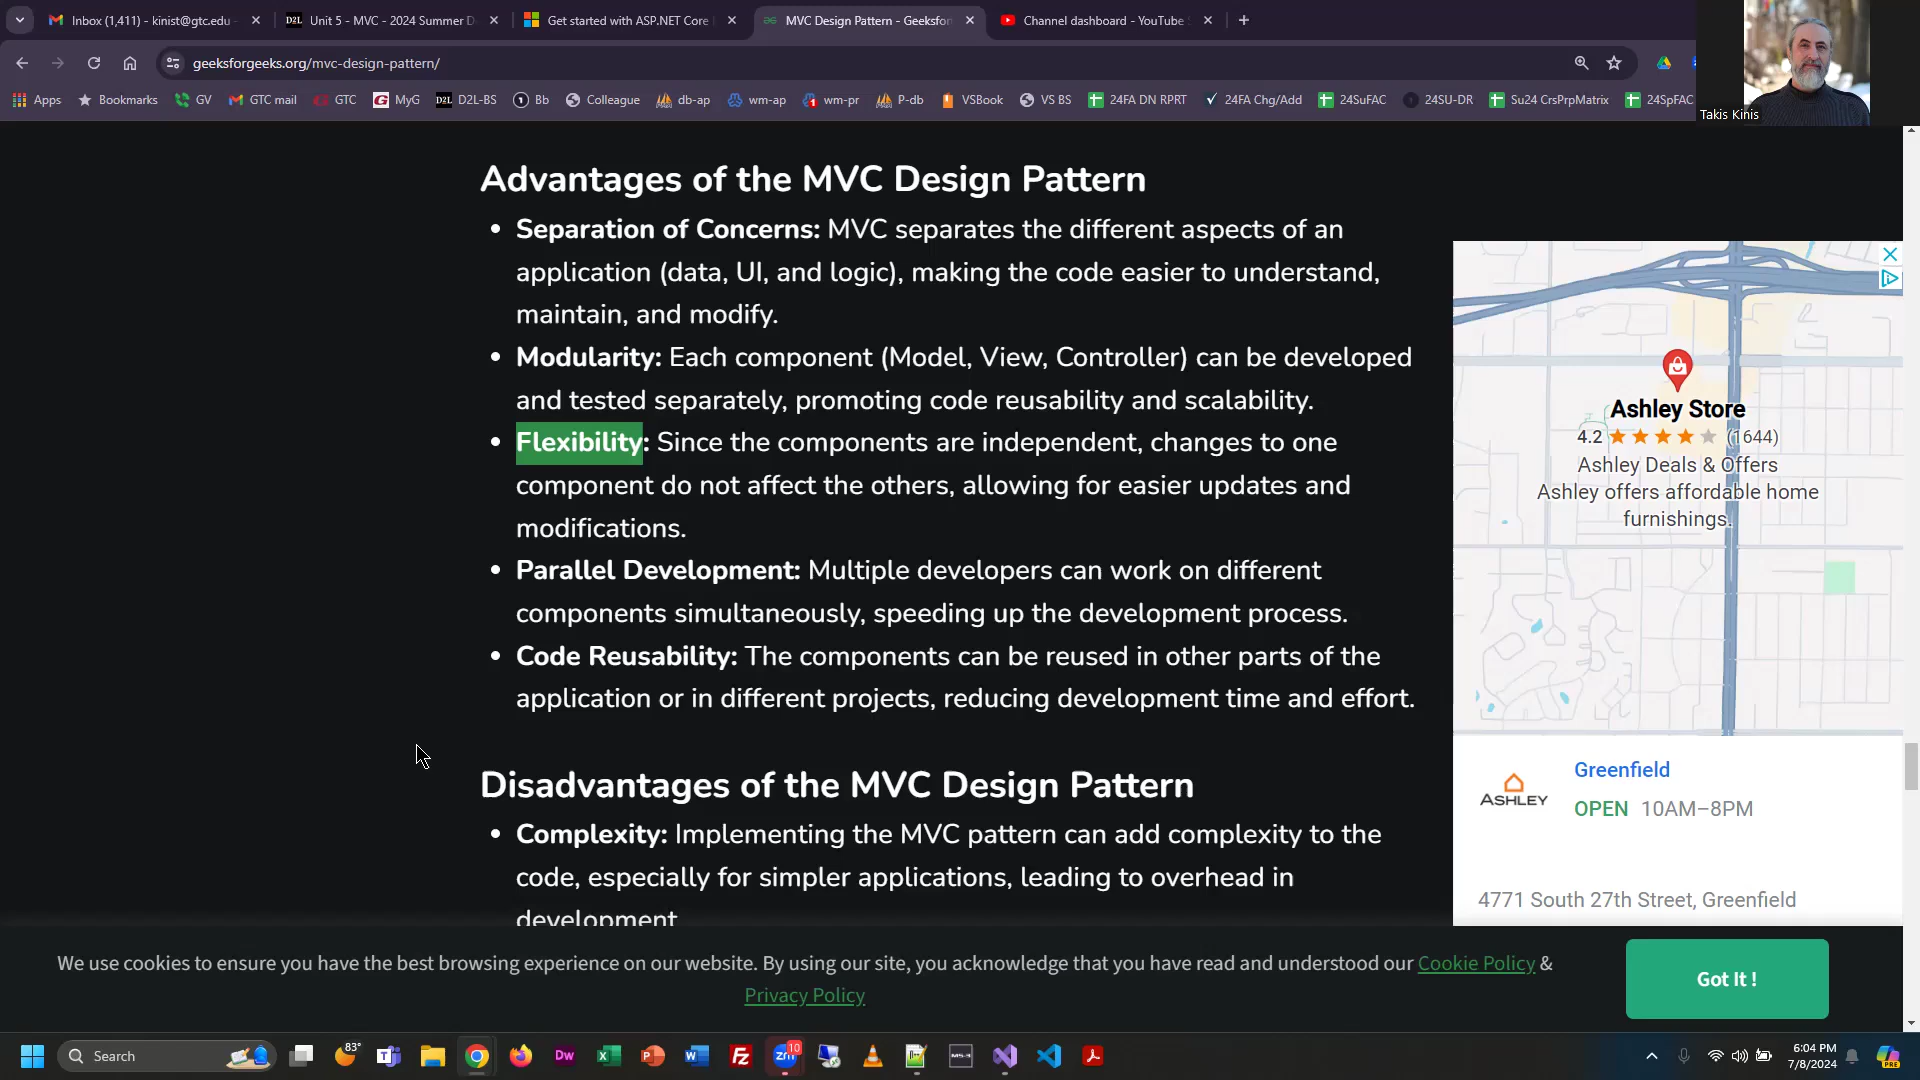 Inbox (1,411) - kinist@gtc.edu -
Unit 5 - MVC - 2024 Summer D
Get started with ASP.NET Core
MVC Design Pattern - Geeksfor
Channel dashboard - YouTube S
geeksforgeeks.org/mvc-design-pattern/
Apps Bookmarks GV GTC mail GTC MyG D2L-BS Bb Colleague db-ap wm-ap wm-pr P-db VSBook VS BS 24FA DN RPRT 24FA Chg/Add 24SuFAC 24SU-DR Su24 CrsPrpMatrix 24SpFAC
Takis Kinis
Advantages of the MVC Design Pattern
• Separation of Concerns: MVC separates the different aspects of an
application (data, UI, and logic), making the code easier to understand,
maintain, and modify.
• Modularity: Each component (Model, View, Controller) can be developed
and tested separately, promoting code reusability and scalability.
• Flexibility: Since the components are independent, changes to one
component do not affect the others, allowing for easier updates and
modifications.
• Parallel Development: Multiple developers can work on different
components simultaneously, speeding up the development process.
• Code Reusability: The components can be reused in other parts of the
application or in different projects, reducing development time and effort.
Disadvantages of the MVC Design Pattern
• Complexity: Implementing the MVC pattern can add complexity to the
code, especially for simpler applications, leading to overhead in
development
Ashley Store
4.2 (1644)
Ashley Deals & Offers
Ashley offers affordable home
furnishings.
ASHLEY
Greenfield
OPEN 10AM–8PM
4771 South 27th Street, Greenfield
We use cookies to ensure you have the best browsing experience on our website. By using our site, you acknowledge that you have read and understood our Cookie Policy &
Privacy Policy
Got It !
Search
83°
10
6:04 PM
7/8/2024